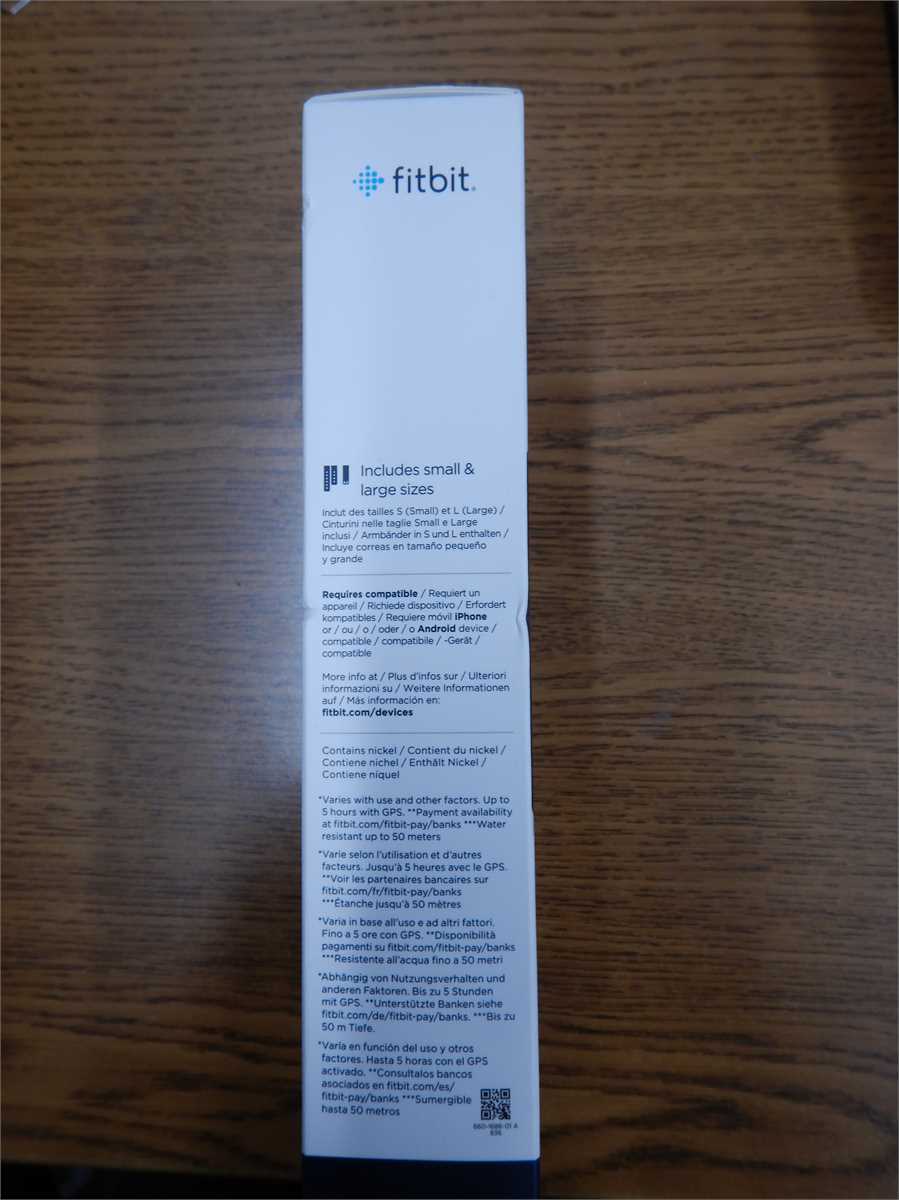 fitbit.
Includes small &
large sizes
Inclut des tailles S (Small) et L (Large) /
Cinturini nelle taglie Small e Large
inclusi / Armbänder in S und L enthalten /
Incluye correas en tamaño pequeño
y grande
Requires compatible / Requiert un
appareil / Richiede dispositivo / Erfordert
kompatibles / Requiere móvil iPhone
or / ou / o / oder / o Android device /
compatible / compatibile / -Gerät /
compatible
More info at / Plus d'infos sur / Ulteriori
informazioni su / Weitere Informationen
auf / Más información en:
fitbit.com/devices
Contains nickel / Contient du nickel /
Contiene nichel / Enthält Nickel /
Contiene níquel
*Varies with use and other factors. Up to
5 hours with GPS. **Payment availability
at fitbit.com/fitbit-pay/banks ***Water
resistant up to 50 meters
*Varie selon l'utilisation et d'autres
facteurs. Jusqu'à 5 heures avec le GPS.
**Voir les partenaires bancaires sur
fitbit.com/fr/fitbit-pay/banks
***Étanche jusqu'à 50 mètres
*Varia in base all'uso e ad altri fattori.
Fino a 5 ore con GPS. **Disponibilità
pagamenti su fitbit.com/fitbit-pay/banks
***Resistente all'acqua fino a 50 metri
*Abhängig von Nutzungsverhalten und
anderen Faktoren. Bis zu 5 Stunden
mit GPS. **Unterstützte Banken siehe
fitbit.com/de/fitbit-pay/banks. ***Bis zu
50 m Tiefe.
*Varía en función del uso y otros
factores. Hasta 5 horas con el GPS
activado. **Consultalos bancos
asociados en fitbit.com/es/
fitbit-pay/banks ***Sumergible
hasta 50 metros
660-1686-01 A
836